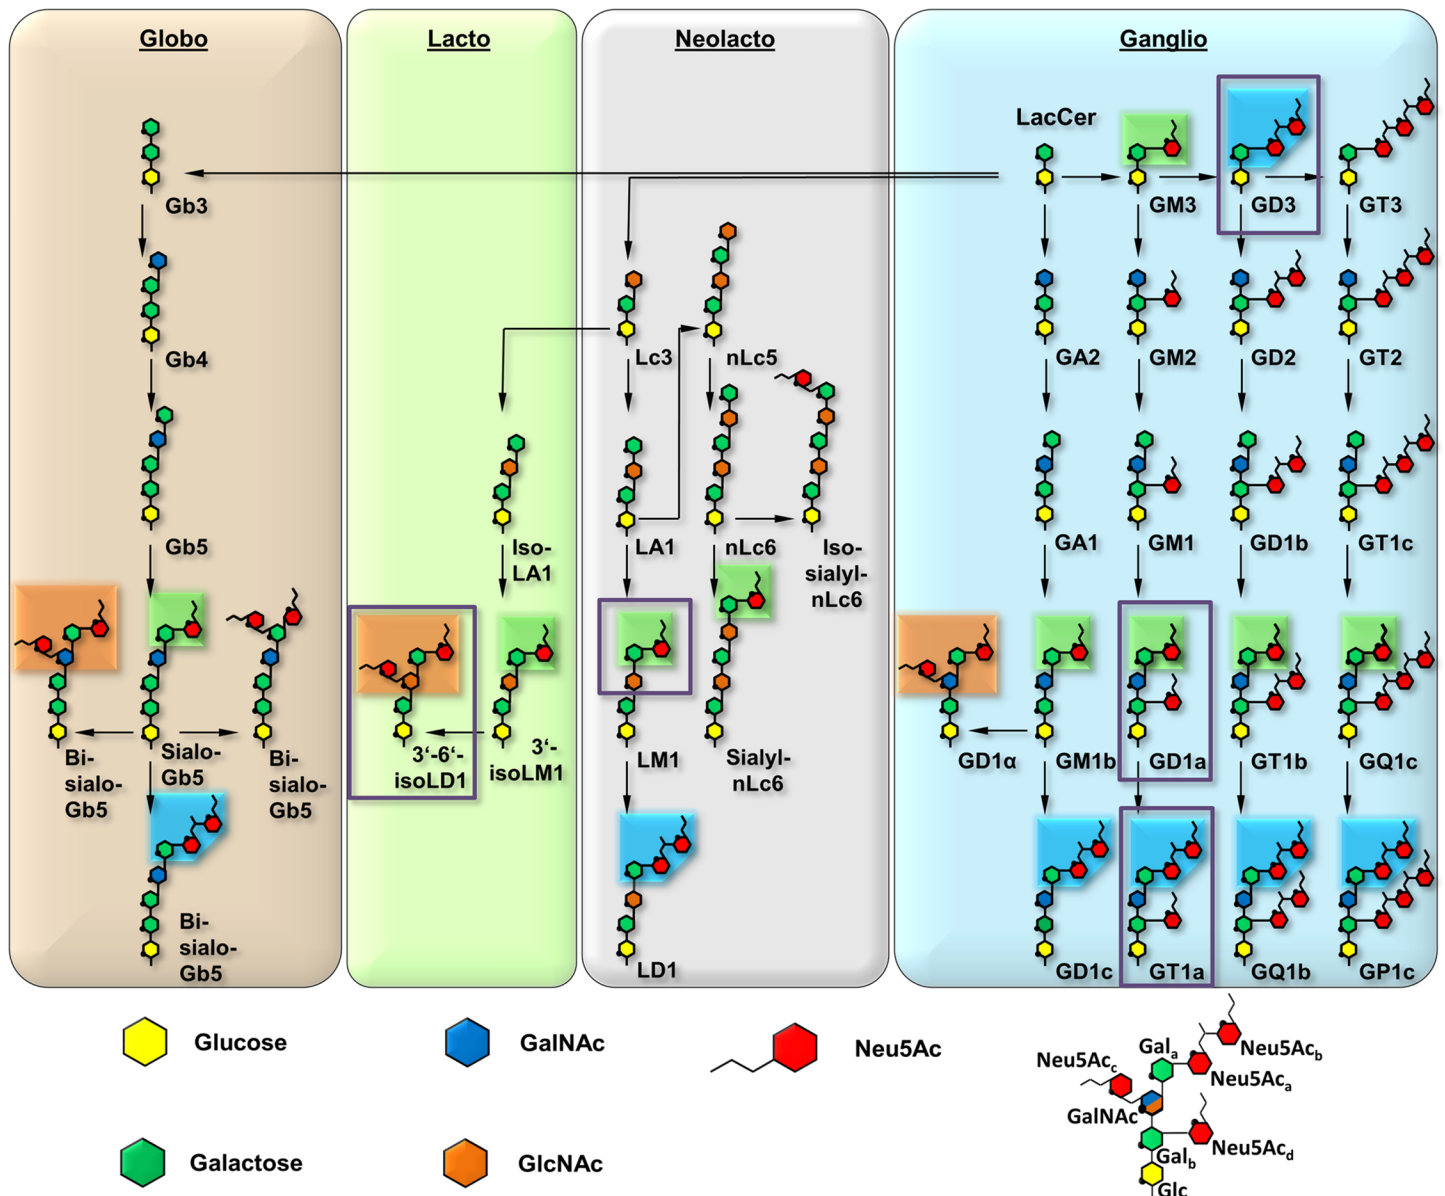 Globo
Lacto
Neolacto
Ganglio
LacCer
Gb3
GM3
GD3
GT3
Gb4
Lc3
nLc5
GA2
GM2
GD2
GT2
Gb5
Iso-
LA1
LA1
nLc6
Iso-
sialyl-
nLc6
GA1
GM1
GD1b
GT1c
Bi-
sialo-
Gb5
Sialo-
Gb5
Bi-
sialo-
Gb5
3‘-6‘-
isoLD1
3‘-
isoLM1
LM1
Sialyl-
nLc6
GD1α
GM1b
GD1a
GT1b
GQ1c
Bi-
sialo-
Gb5
LD1
GD1c
GT1a
GQ1b
GP1c
Glucose
GalNAc
Neu5Ac
Galactose
GlcNAc
Gala
Neu5Acb
Neu5Acc
Neu5Aca
GalNAc
Neu5Acd
Galb
Glc